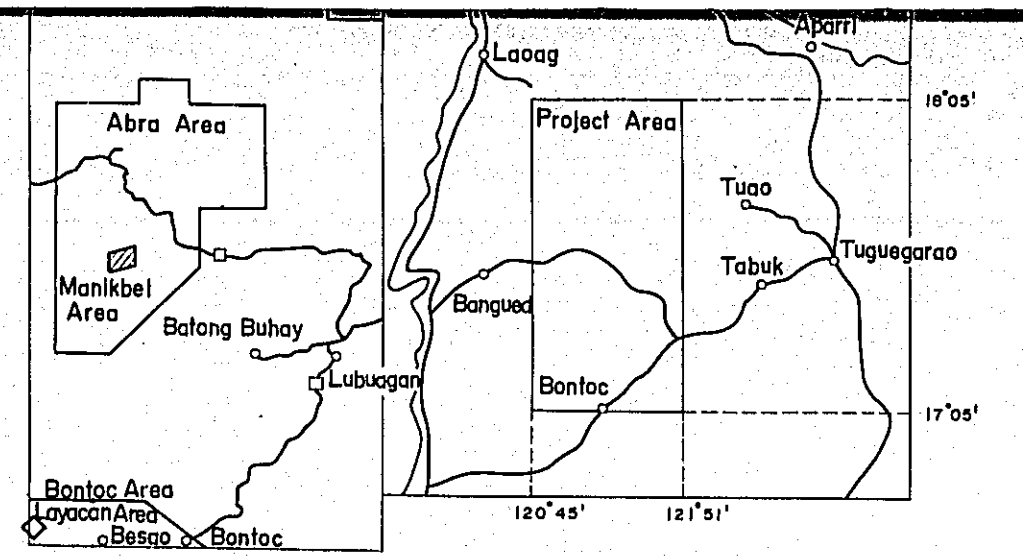 Abra Area
Manikbel
Area
Batong Buhay
Lubuagan
Bontoc Area
Layacan Area
Besao
Bontoc
Laoag
Aparri
18°05'
Project Area
Tuao
Tuguegarao
Tabuk
Bangued
Bontoc
17°05'
120°45'
121°51'